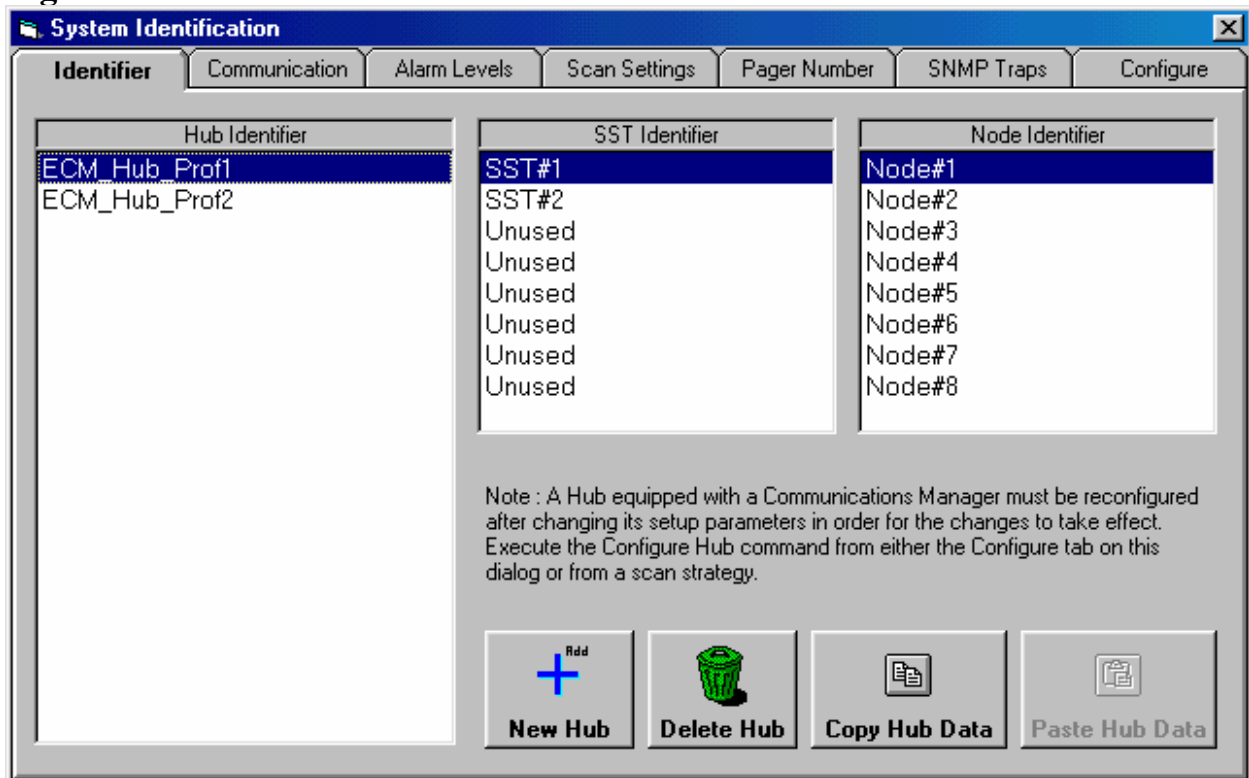 System Identification
Identifier
Communication
Alarm Levels
Scan Settings
Pager Number
SNMP Traps
Configure
Hub Identifier
ECM_Hub_Prof1
ECM_Hub_Prof2
SST Identifier
SST#1
SST#2
Unused
Unused
Unused
Unused
Unused
Unused
Node Identifier
Node#1
Node#2
Node#3
Node#4
Node#5
Node#6
Node#7
Node#8
Note : A Hub equipped with a Communications Manager must be reconfigured
after changing its setup parameters in order for the changes to take effect.
Execute the Configure Hub command from either the Configure tab on this
dialog or from a scan strategy.
Add
New Hub
Delete Hub
Copy Hub Data
Paste Hub Data